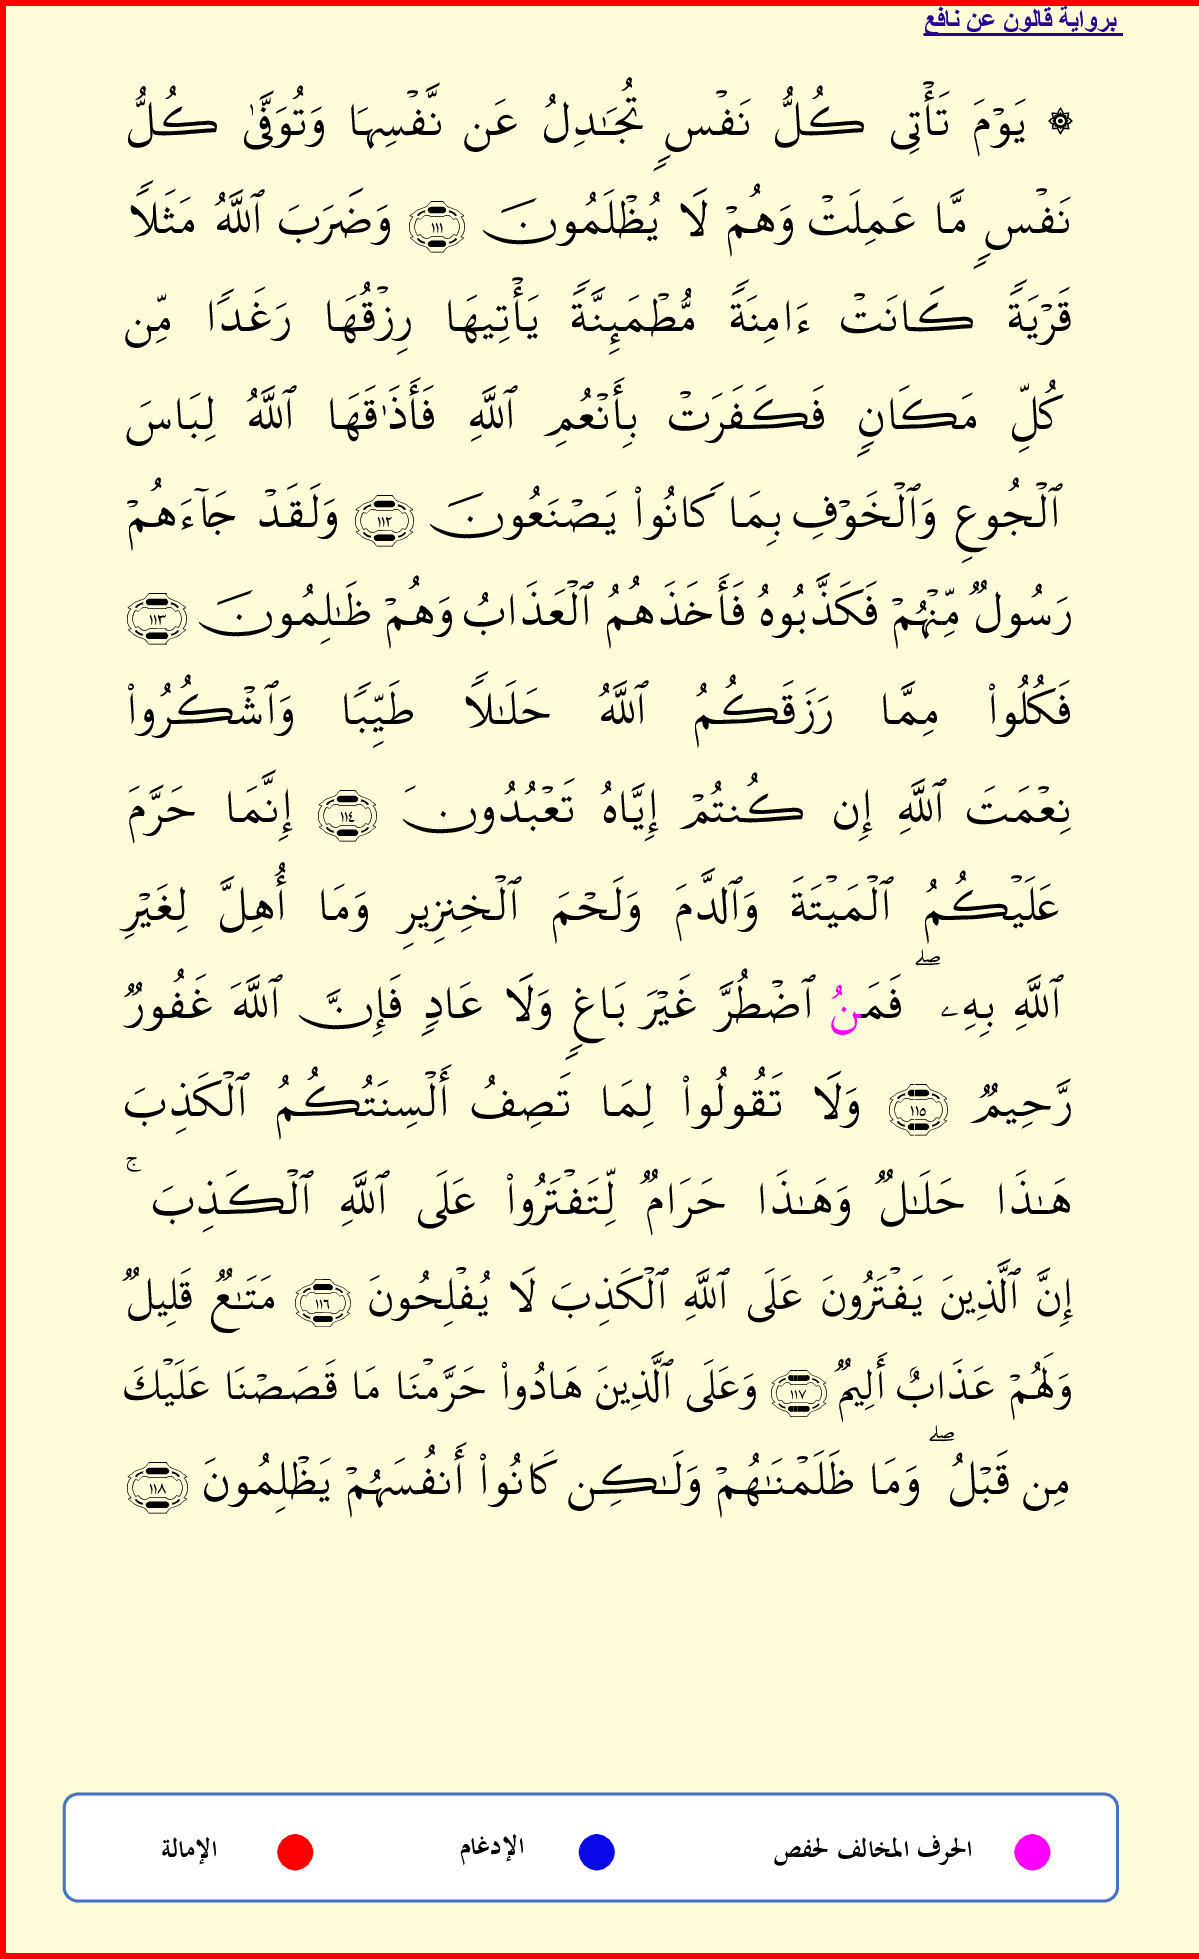 برواية قالون عن نافع
۞ يَوۡمَ تَأۡتِي كُلُّ نَفۡسٖ تُجَٰدِلُ عَن نَّفۡسِهَا وَتُوَفَّىٰ كُلُّ
نَفۡسٖ مَّا عَمِلَتۡ وَهُمۡ لَا يُظۡلَمُونَ ١١١ وَضَرَبَ ٱللَّهُ مَثَلٗا
قَرۡيَةٗ كَانَتۡ ءَامِنَةٗ مُّطۡمَئِنَّةٗ يَأۡتِيهَا رِزۡقُهَا رَغَدٗا مِّن
كُلِّ مَكَانٖ فَكَفَرَتۡ بِأَنۡعُمِ ٱللَّهِ فَأَذَٰقَهَا ٱللَّهُ لِبَاسَ
ٱلۡجُوعِ وَٱلۡخَوۡفِ بِمَا كَانُواْ يَصۡنَعُونَ ١١٢ وَلَقَدۡ جَآءَهُمۡ
رَسُولٞ مِّنۡهُمۡ فَكَذَّبُوهُ فَأَخَذَهُمُ ٱلۡعَذَابُ وَهُمۡ ظَٰلِمُونَ ١١٣
فَكُلُواْ مِمَّا رَزَقَكُمُ ٱللَّهُ حَلَٰلٗا طَيِّبٗا وَٱشۡكُرُواْ
نِعۡمَتَ ٱللَّهِ إِن كُنتُمۡ إِيَّاهُ تَعۡبُدُونَ ١١٤ إِنَّمَا حَرَّمَ
عَلَيۡكُمُ ٱلۡمَيۡتَةَ وَٱلدَّمَ وَلَحۡمَ ٱلۡخِنزِيرِ وَمَا أُهِلَّ لِغَيۡرِ
ٱللَّهِ بِهِۦۖ فَمَنُ ٱضۡطُرَّ غَيۡرَ بَاغٖ وَلَا عَادٖ فَإِنَّ ٱللَّهَ غَفُورٞ
رَّحِيمٞ ١١٥ وَلَا تَقُولُواْ لِمَا تَصِفُ أَلۡسِنَتُكُمُ ٱلۡكَذِبَ
هَٰذَا حَلَٰلٞ وَهَٰذَا حَرَامٞ لِّتَفۡتَرُواْ عَلَى ٱللَّهِ ٱلۡكَذِبَۚ
إِنَّ ٱلَّذِينَ يَفۡتَرُونَ عَلَى ٱللَّهِ ٱلۡكَذِبَ لَا يُفۡلِحُونَ ١١٦ مَتَٰعٞ قَلِيلٞ
وَلَهُمۡ عَذَابٌ أَلِيمٞ ١١٧ وَعَلَى ٱلَّذِينَ هَادُواْ حَرَّمۡنَا مَا قَصَصۡنَا عَلَيۡكَ
مِن قَبۡلُۖ وَمَا ظَلَمۡنَٰهُمۡ وَلَٰكِن كَانُواْ أَنفُسَهُمۡ يَظۡلِمُونَ ١١٨
الحرف المخالف لحفص الإدغام الإمالة